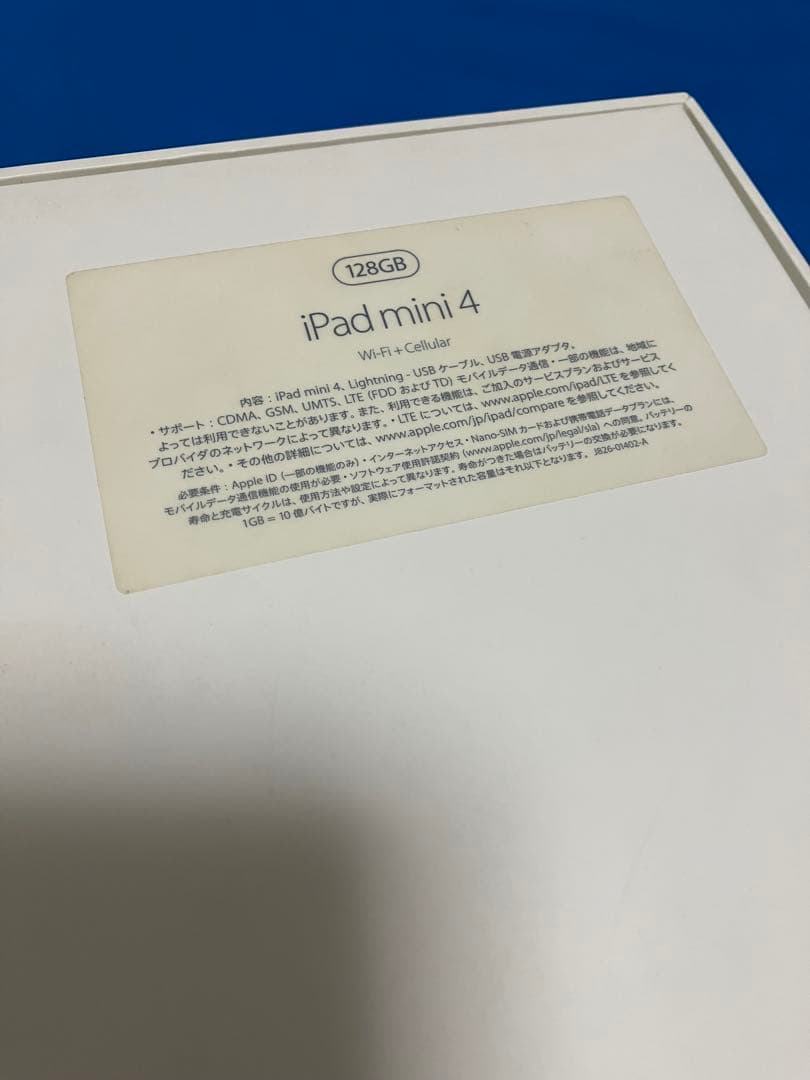 128GB
iPad mini 4
Wi-Fi + Cellular
内容：iPad mini 4、Lightning - USB ケーブル、USB 電源アダプタ。
・サポート：CDMA、GSM、UMTS、LTE（FDD および TD）モバイルデータ通信・一部の機能は、地域に
よっては利用できないことがあります。また、利用できる機能は、ご加入のサービスプランおよびサービス
プロバイダのネットワークによって異なります。・LTE については、www.apple.com/ipad/LTE を参照してく
ださい。・その他の詳細については、www.apple.com/jp/ipad/compare を参照してください。
必要条件：Apple ID（一部の機能のみ）・インターネットアクセス・Nano-SIM カードおよび携帯電話データプランには、
モバイルデータ通信機能の使用が必要・ソフトウェア使用許諾契約（www.apple.com/jp/legal/sla）への同意。バッテリーの
寿命と充電サイクルは、使用方法や設定によって異なります。寿命がつきた場合はバッテリーの交換が必要になります。
1GB = 10 億バイトですが、実際にフォーマットされた容量はそれ以下となります。 J826-01402-A